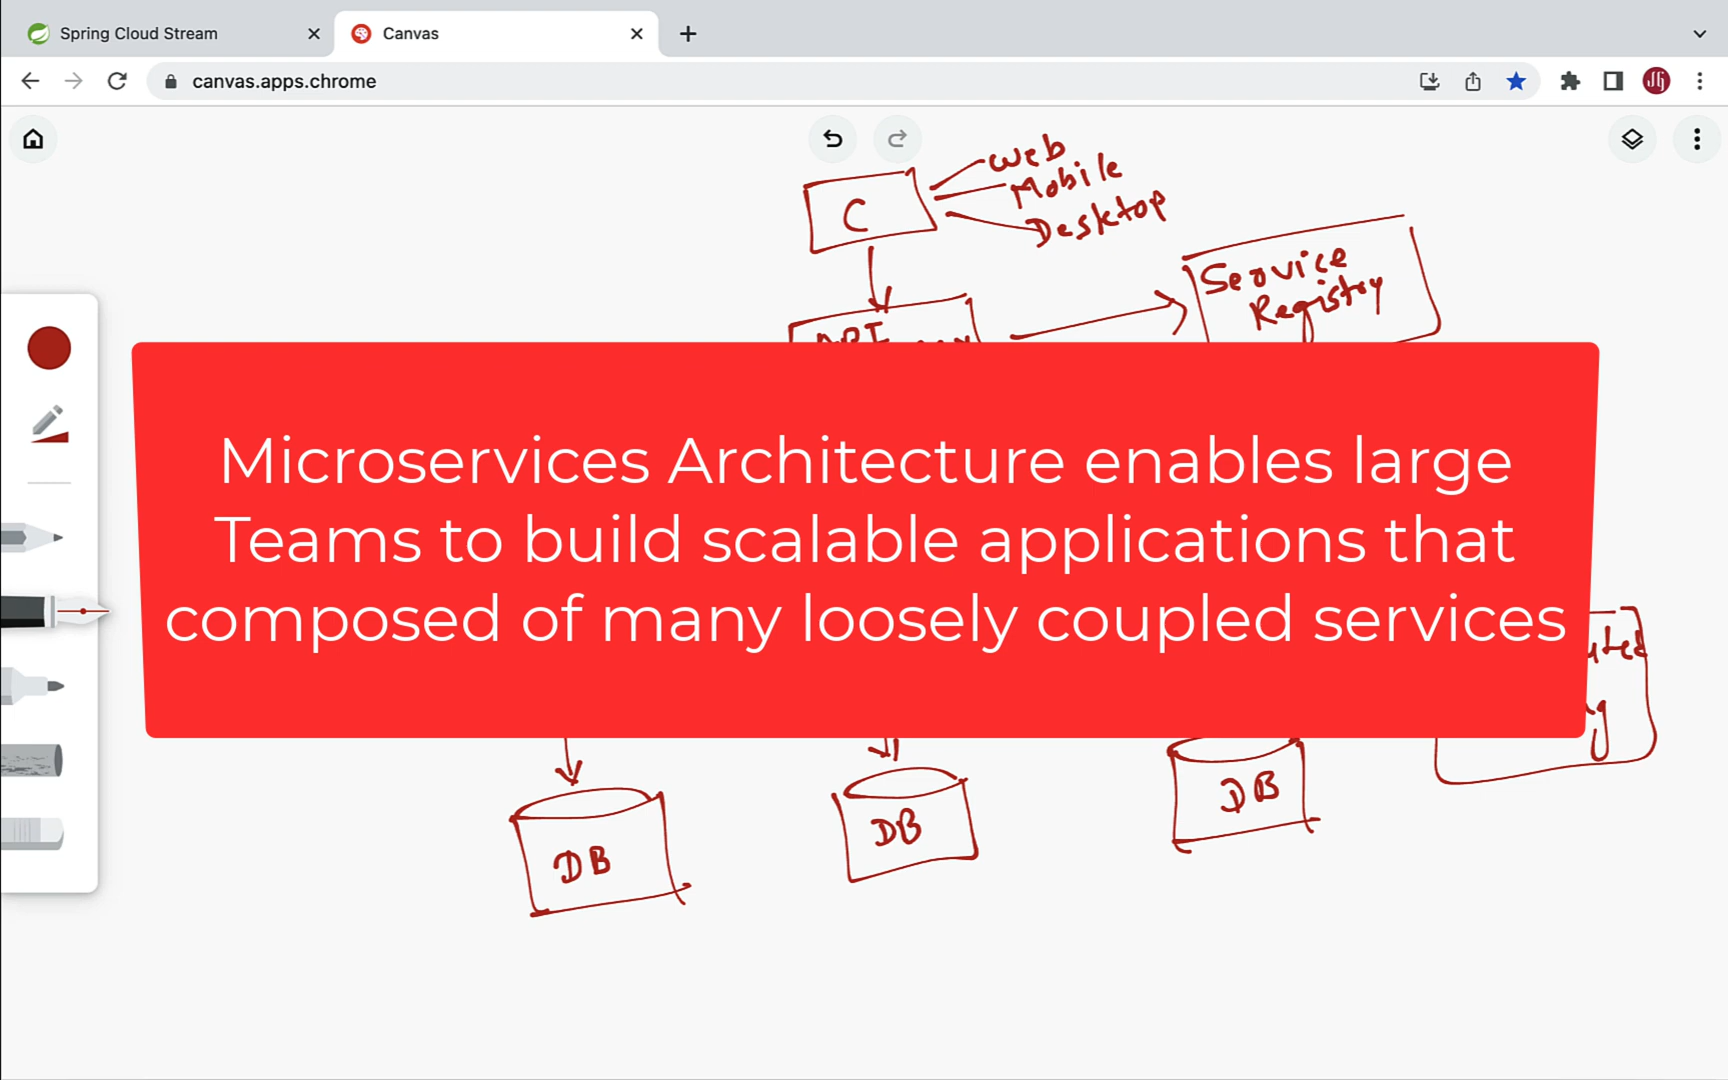 Spring Cloud Stream
Canvas
canvas.apps.chrome
C
Web
Mobile
Desktop
Service
Registry
API
Microservices Architecture enables large
Teams to build scalable applications that
composed of many loosely coupled services
DB
DB
DB